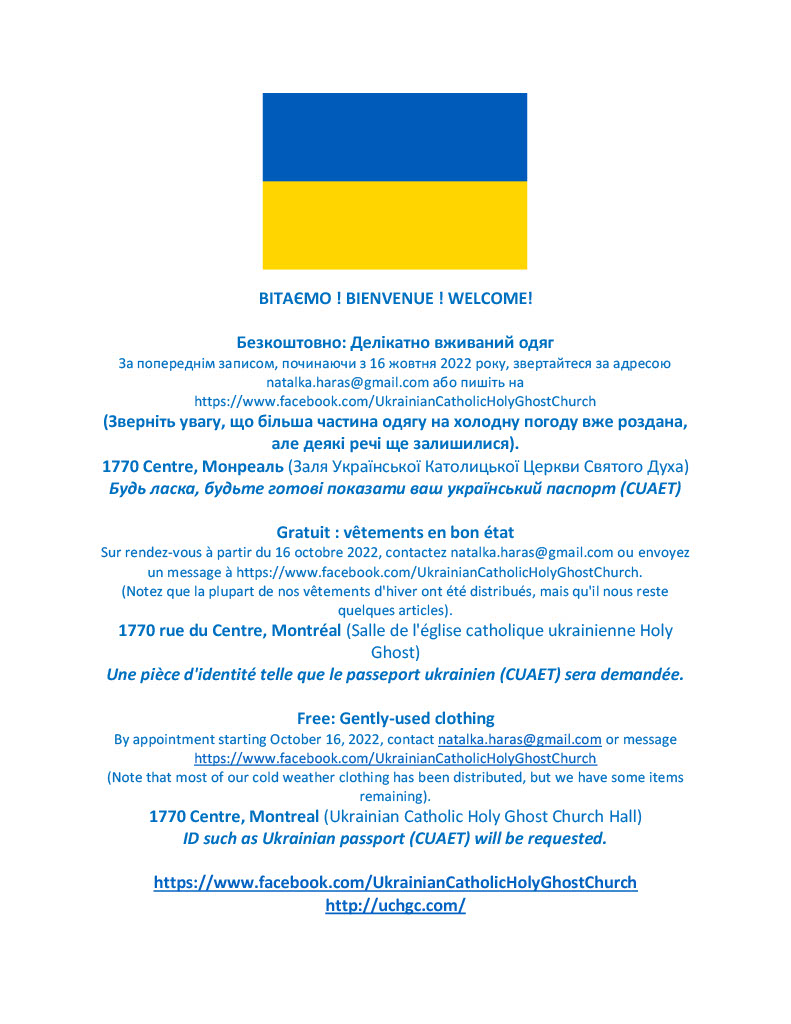 ВІТАЄМО ! BIENVENUE ! WELCOME!
Безкоштовно: Делікатно вживаний одяг
За попереднім записом, починаючи з 16 жовтня 2022 року, звертайтеся за адресою
natalka.haras@gmail.com або пишіть на
https://www.facebook.com/UkrainianCatholicHolyGhostChurch
(Зверніть увагу, що більша частина одягу на холодну погоду вже роздана,
але деякі речі ще залишилися).
1770 Centre, Монреаль (Заля Української Католицької Церкви Святого Духа)
Будь ласка, будьте готові показати ваш український паспорт (CUAET)
Gratuit : vêtements en bon état
Sur rendez-vous à partir du 16 octobre 2022, contactez natalka.haras@gmail.com ou envoyez
un message à https://www.facebook.com/UkrainianCatholicHolyGhostChurch.
(Notez que la plupart de nos vêtements d'hiver ont été distribués, mais qu'il nous reste
quelques articles).
1770 rue du Centre, Montréal (Salle de l'église catholique ukrainienne Holy
Ghost)
Une pièce d'identité telle que le passeport ukrainien (CUAET) sera demandée.
Free: Gently-used clothing
By appointment starting October 16, 2022, contact natalka.haras@gmail.com or message
https://www.facebook.com/UkrainianCatholicHolyGhostChurch
(Note that most of our cold weather clothing has been distributed, but we have some items
remaining).
1770 Centre, Montreal (Ukrainian Catholic Holy Ghost Church Hall)
ID such as Ukrainian passport (CUAET) will be requested.
https://www.facebook.com/UkrainianCatholicHolyGhostChurch
http://uchgc.com/